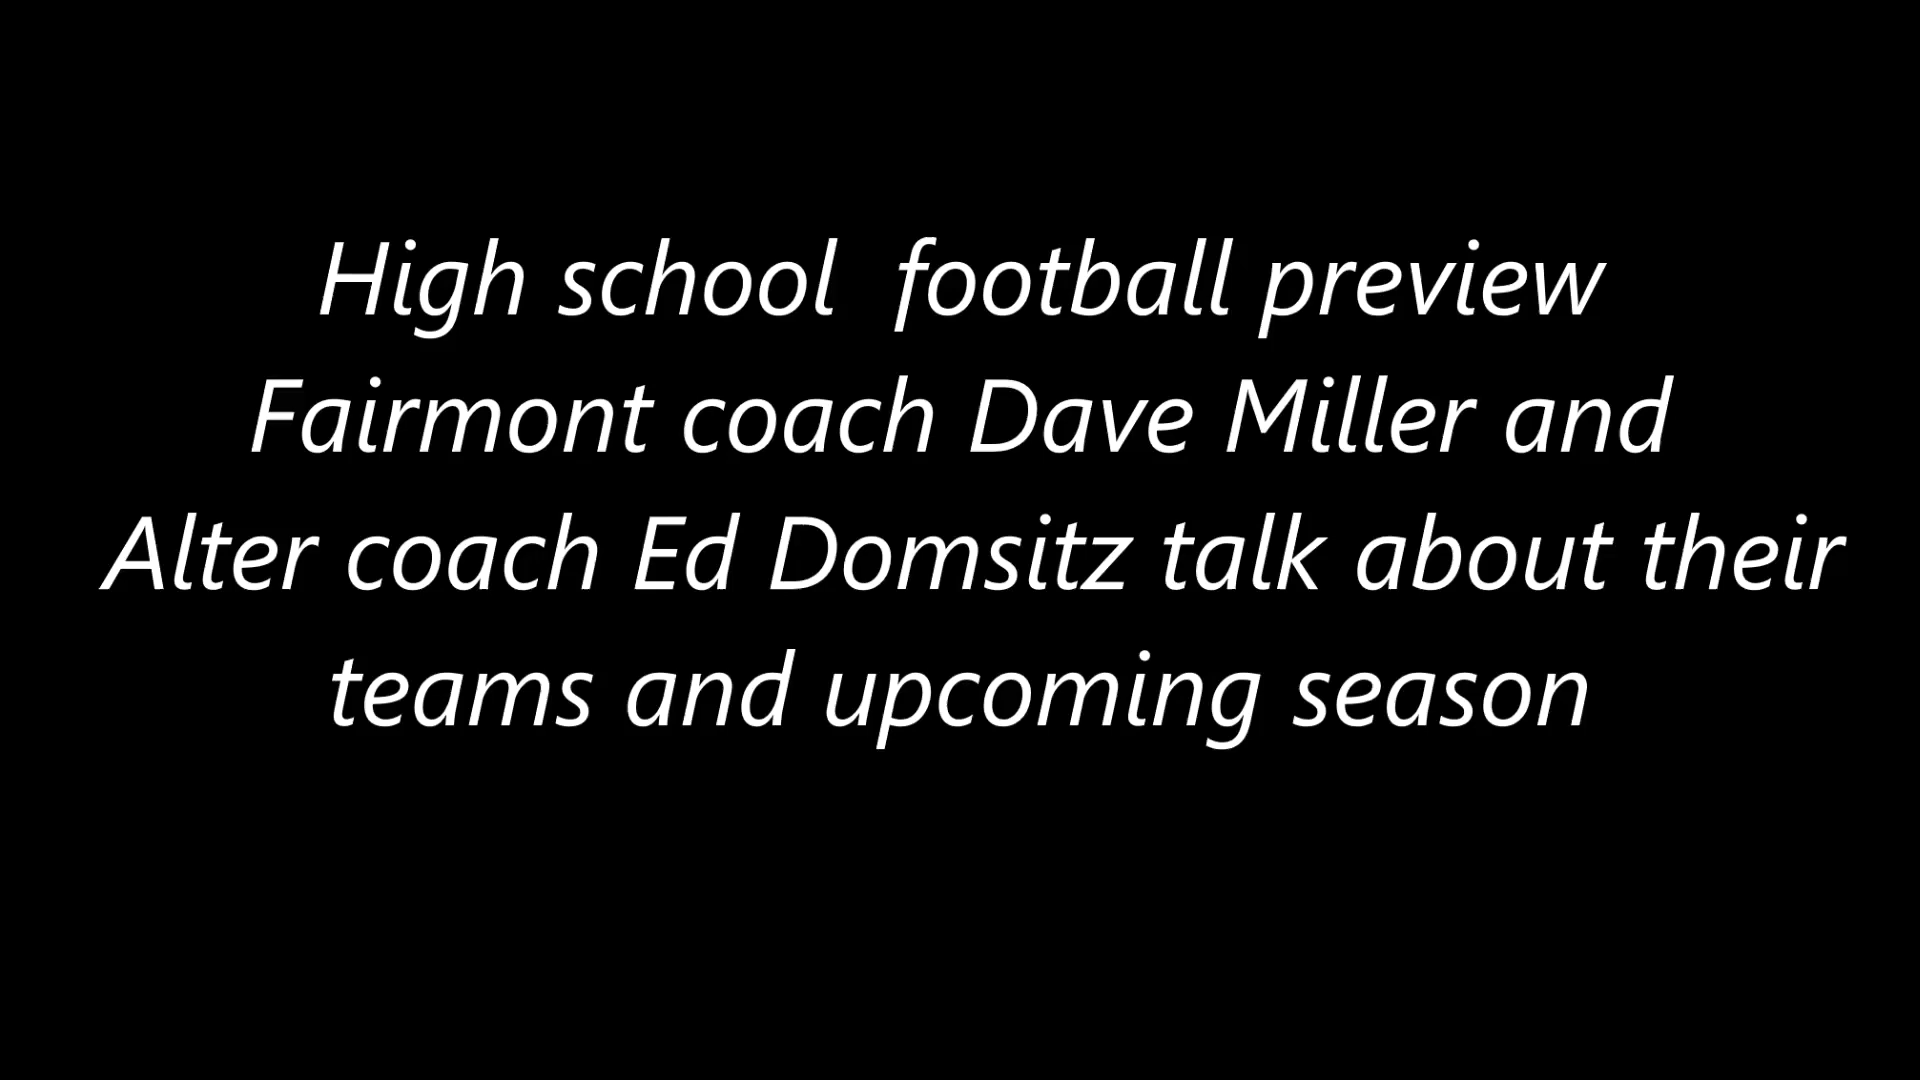 High school  football preview
Fairmont coach Dave Miller and
Alter coach Ed Domsitz talk about their
teams and upcoming season